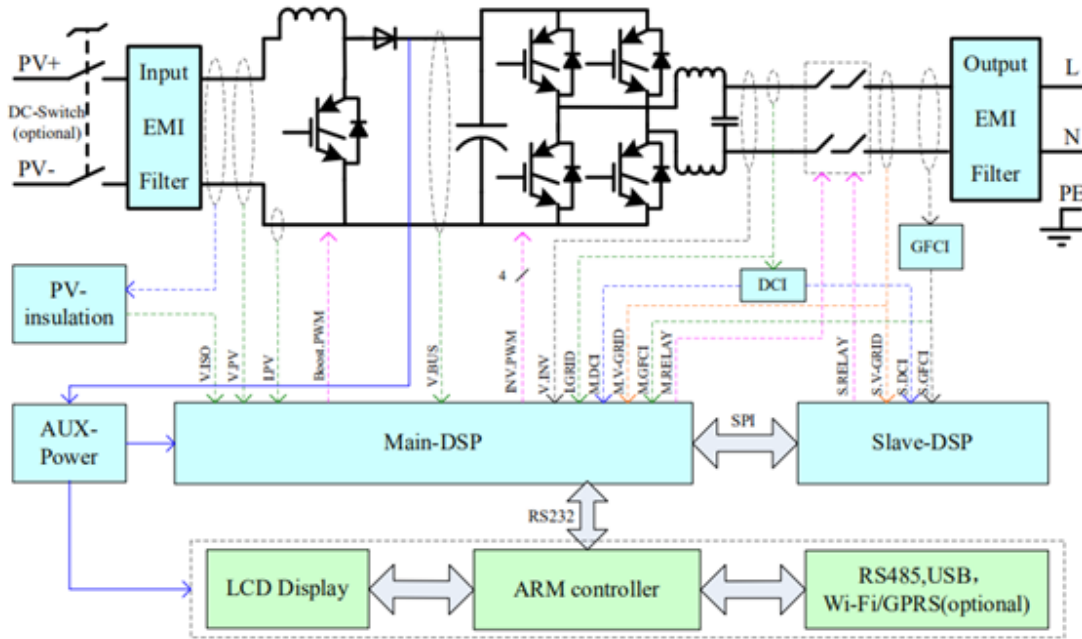 PV+
DC-Switch
(optional)
PV-
Input
EMI
Filter
Output
EMI
Filter
L
N
PE
GFCI
DCI
PV-
insulation
4
V.ISO
V.PV
I.PV
Boost.PWM
V.BUS
INV.PWM
V.INV
I.GRID
M.DCI
M.V-GRID
M.GFCI
M.RELAY
S.RELAY
S.V-GRID
S.DCI
S.GFCI
AUX-
Power
Main-DSP
SPI
Slave-DSP
RS232
LCD Display
ARM controller
RS485,USB，
Wi-Fi/GPRS(optional)